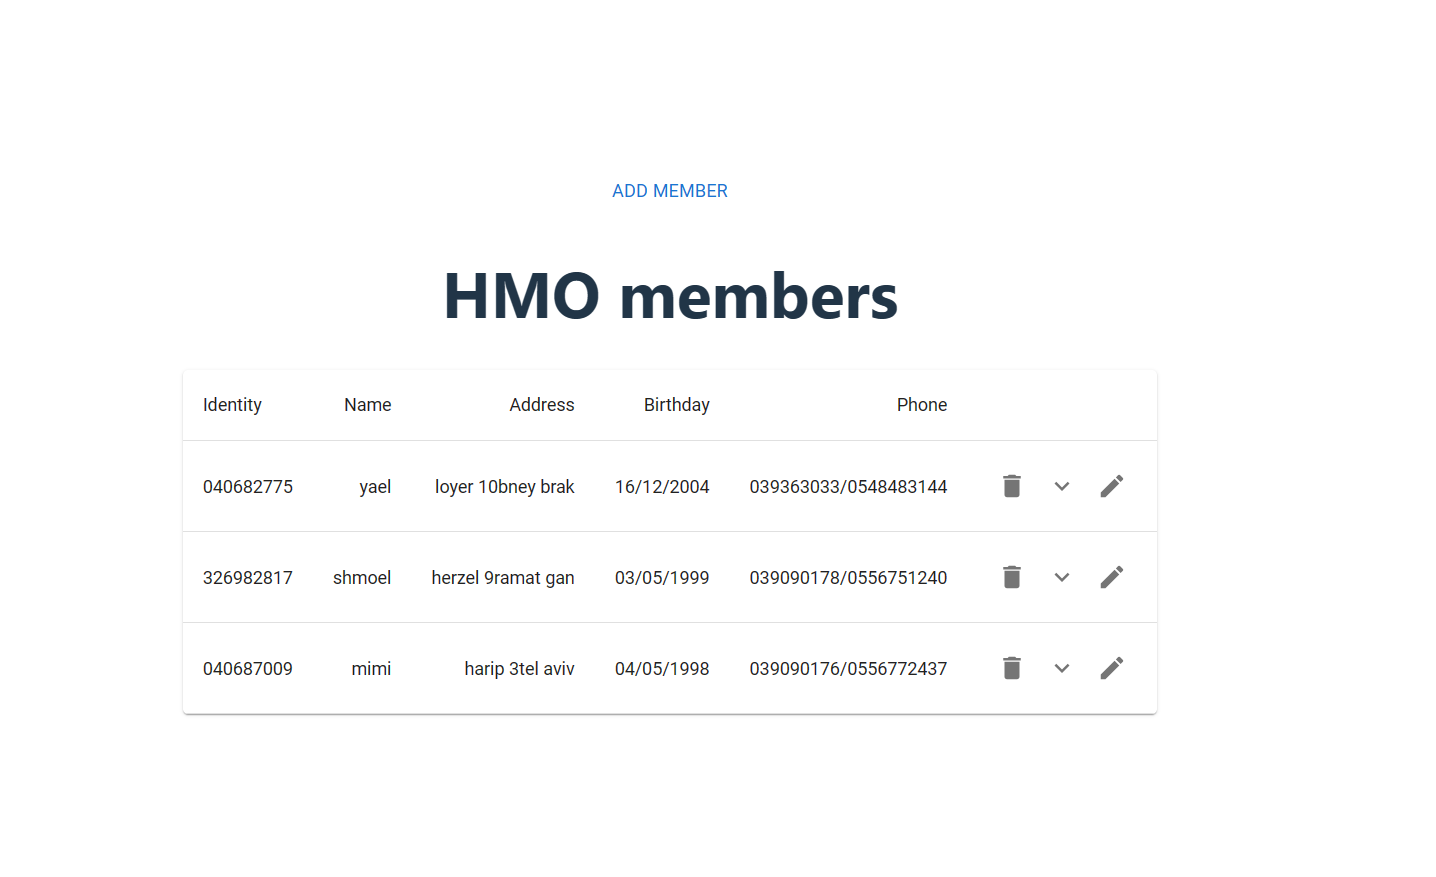 ADD MEMBER
HMO members
Identity Name Address Birthday Phone
040682775 yael loyer 10bney brak 16/12/2004 039363033/0548483144
326982817 shmoel herzel 9ramat gan 03/05/1999 039090178/0556751240
040687009 mimi harip 3tel aviv 04/05/1998 039090176/0556772437